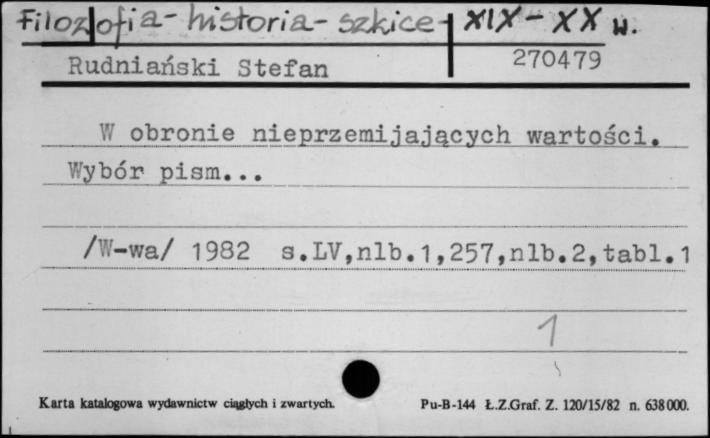 Filozofia - historia - szkice - XIX - XX w.
Rudniański Stefan 270479
W obronie nieprzemijających wartości.
Wybór pism...
/W-wa/ 1982 s.LV,nlb.1,257,nlb.2,tabl.1
1
Karta katalogowa wydawnictw ciągłych i zwartych. Pu-B-144 Ł.Z.Graf. Z. 120/15/82 n. 638000.